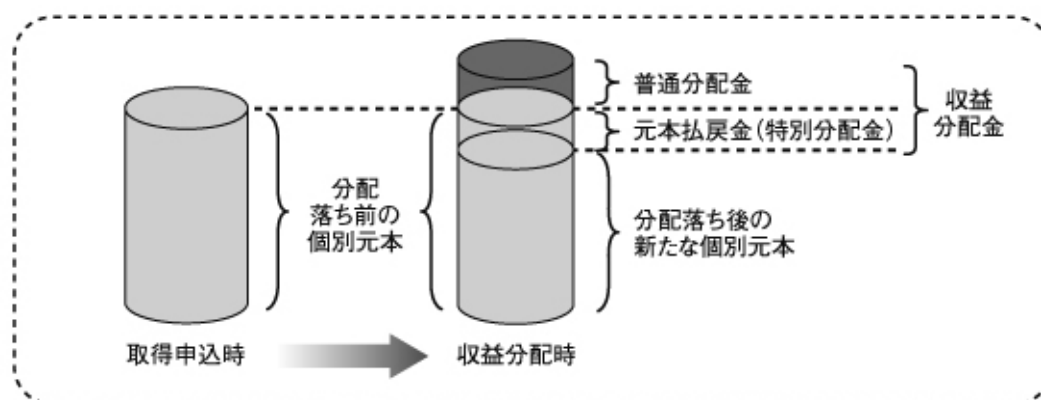 普通分配金
元本払戻金(特別分配金)
収益
分配金
分配
落ち前の
個別元本
分配落ち後の
新たな個別元本
取得申込時
収益分配時